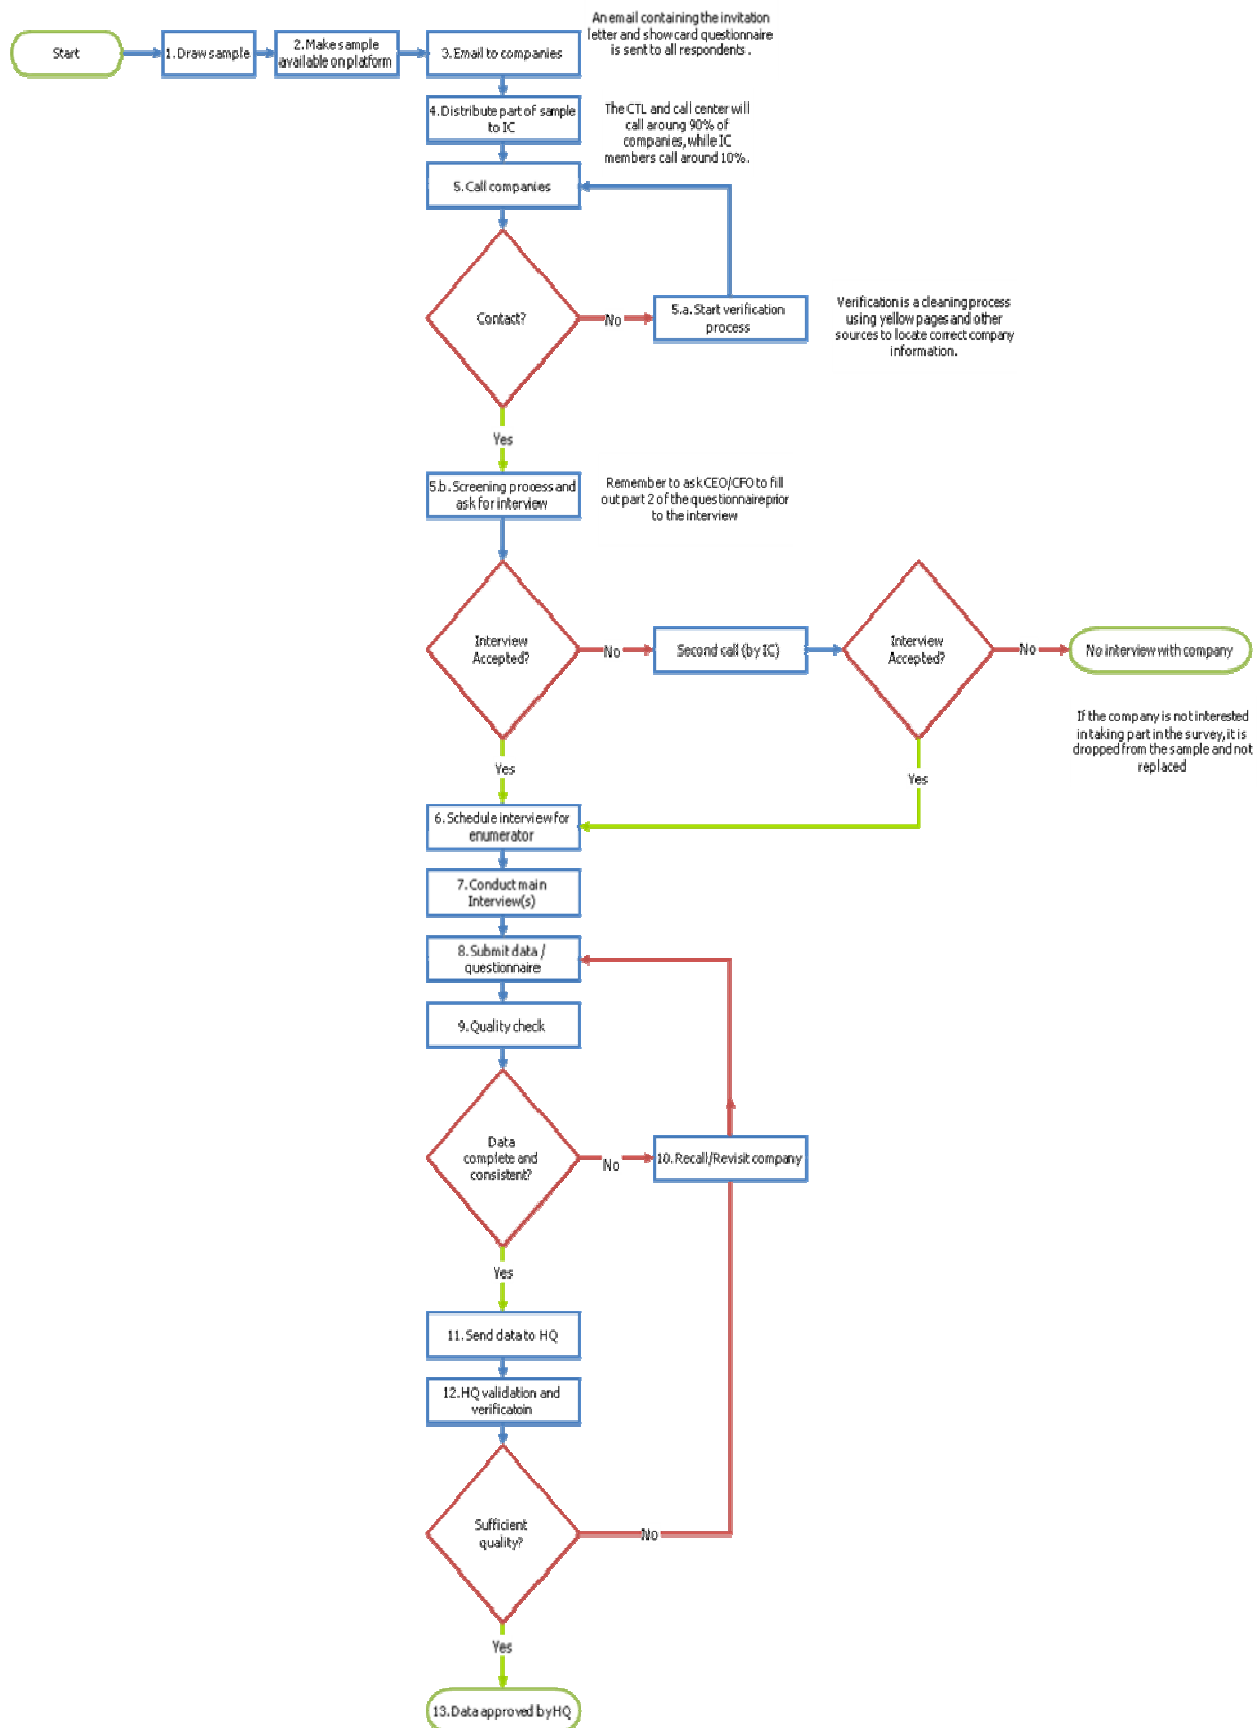 Start
1. Draw sample
2. Make sample
available on platform
3. Email to companies
An email containing the invitation
letter and showcard questionnaire
is sent to all respondents .
4. Distribute part of sample
to IC
The CTL and call center will
call aroung 90% of
companies, while IC
members call around 10%.
5. Call companies
Contact?
No
5.a. Start verification
process
Verification is a cleaning process
using yellow pages and other
sources to locate correct company
information.
Yes
5.b. Screening process and
ask for interview
Remember to ask CEO/CFO to fill
out part 2 of the questionnaire prior
to the interview
Interview
Accepted?
No
Second call (by IC)
Interview
Accepted?
No
No interview with company
If the company is not interested
in taking part in the survey, it is
dropped from the sample and not
replaced
Yes
Yes
6. Schedule interview for
enumerator
7. Conduct main
Interview(s)
8. Submit data /
questionnaire
9. Quality check
Data
complete and
consistent?
No
10. Recall/Revisit company
Yes
11. Send data to HQ
12. HQ validation and
verificatoin
Sufficient
quality?
No
Yes
13. Data approved by HQ